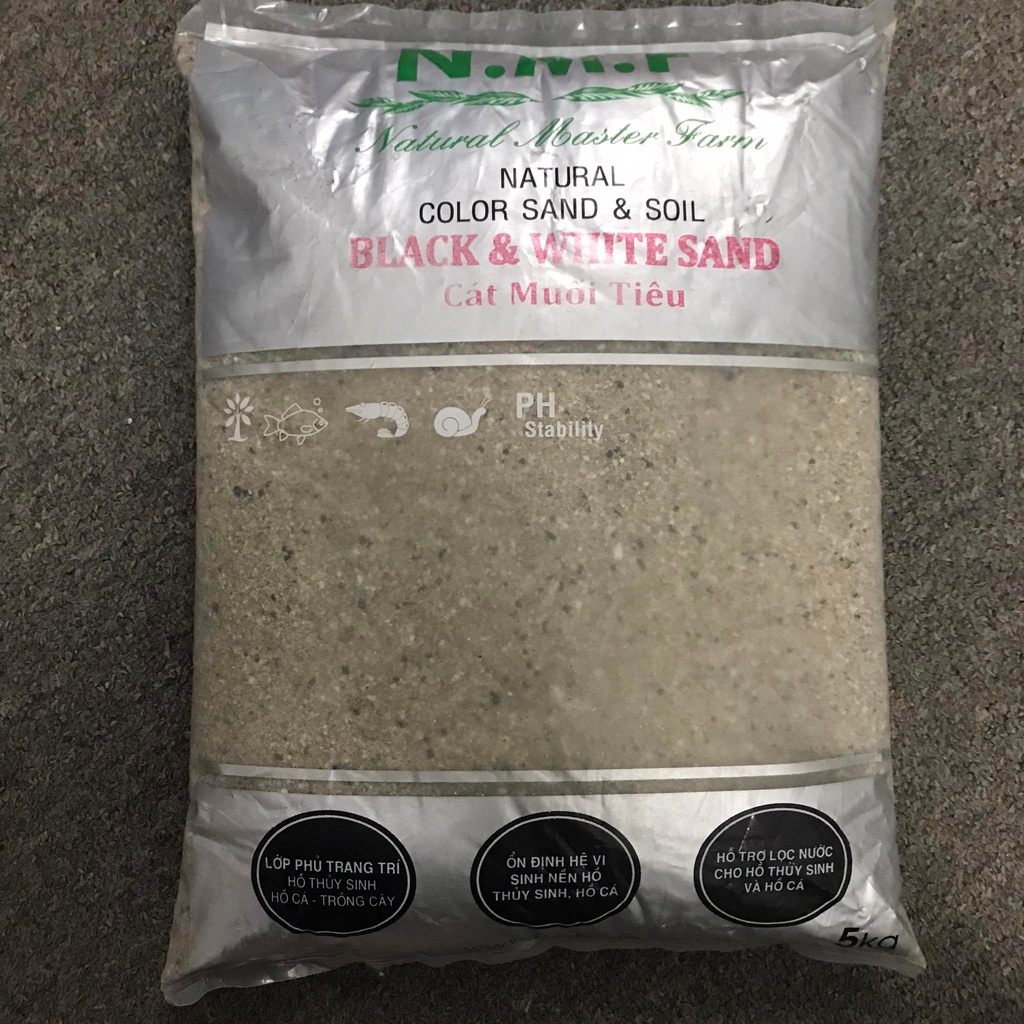 N.M.F
Natural Master Farm
NATURAL
COLOR SAND & SOIL
BLACK & WHITE SAND
Cát Muối Tiêu
PH
Stability
LỚP PHỦ TRANG TRÍ
HỒ THỦY SINH
HỒ CÁ - TRỒNG CÂY
ỔN ĐỊNH HỆ VI
SINH NỀN HỒ
THỦY SINH, HỒ CÁ
HỖ TRỢ LỌC NƯỚC
CHO HỒ THỦY SINH
VÀ HỒ CÁ
5kg